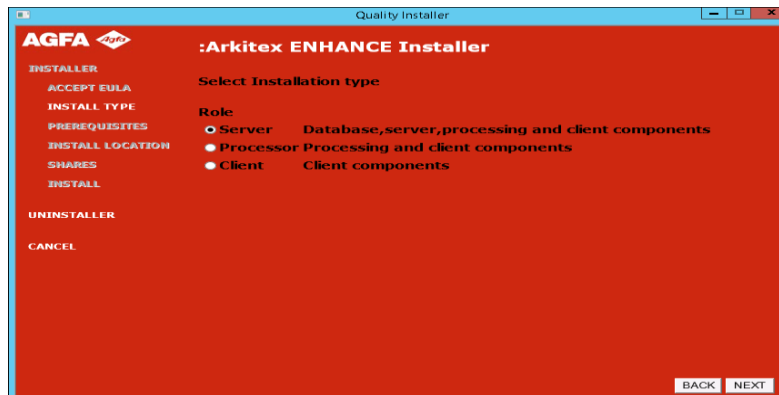 Quality Installer
AGFA
Agfa
:Arkitex ENHANCE Installer
INSTALLER
ACCEPT EULA
INSTALL TYPE
PREREQUISITES
INSTALL LOCATION
SHARES
INSTALL
UNINSTALLER
CANCEL
Select Installation type
Role
Server Database,server,processing and client components
Processor Processing and client components
Client Client components
BACK NEXT